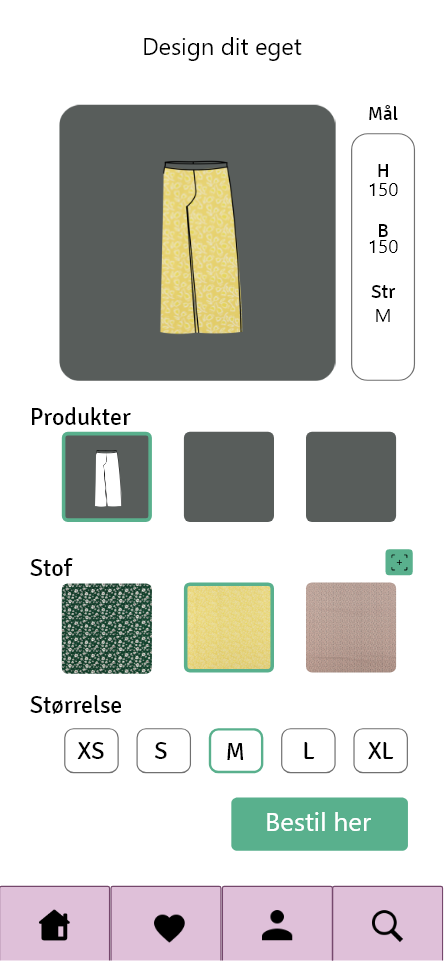 Design dit eget
Mål
H
150
B
150
Str
M
Produkter
Stof
Størrelse
XS S M L XL
Bestil her